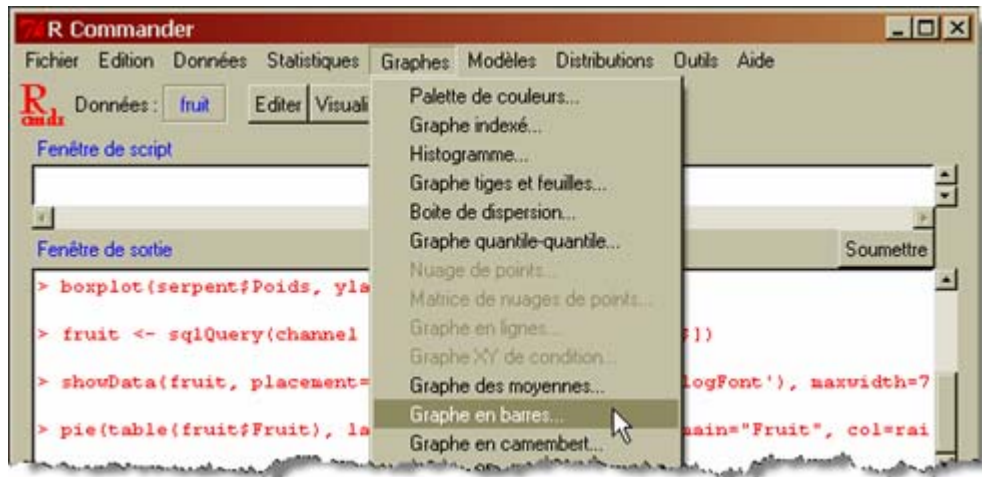 R Commander
Fichier Edition Données Statistiques Graphes Modèles Distributions Outils Aide
R
cmdr
Données : fruit Editer Visuali
Palette de couleurs...
Graphe indexé...
Histogramme...
Graphe tiges et feuilles...
Boite de dispersion...
Graphe quantile-quantile...
Nuage de points...
Matrice de nuages de points...
Graphe en lignes...
Graphe XY de condition...
Graphe des moyennes...
Graphe en barres...
Graphe en camembert...
Fenêtre de script
Fenêtre de sortie
Soumettre
> boxplot(serpent$Poids, yla
> fruit <- sqlQuery(channel $])
> showData(fruit, placement= logFont'), maxwidth=7
> pie(table(fruit$Fruit), la main="Fruit", col=rai